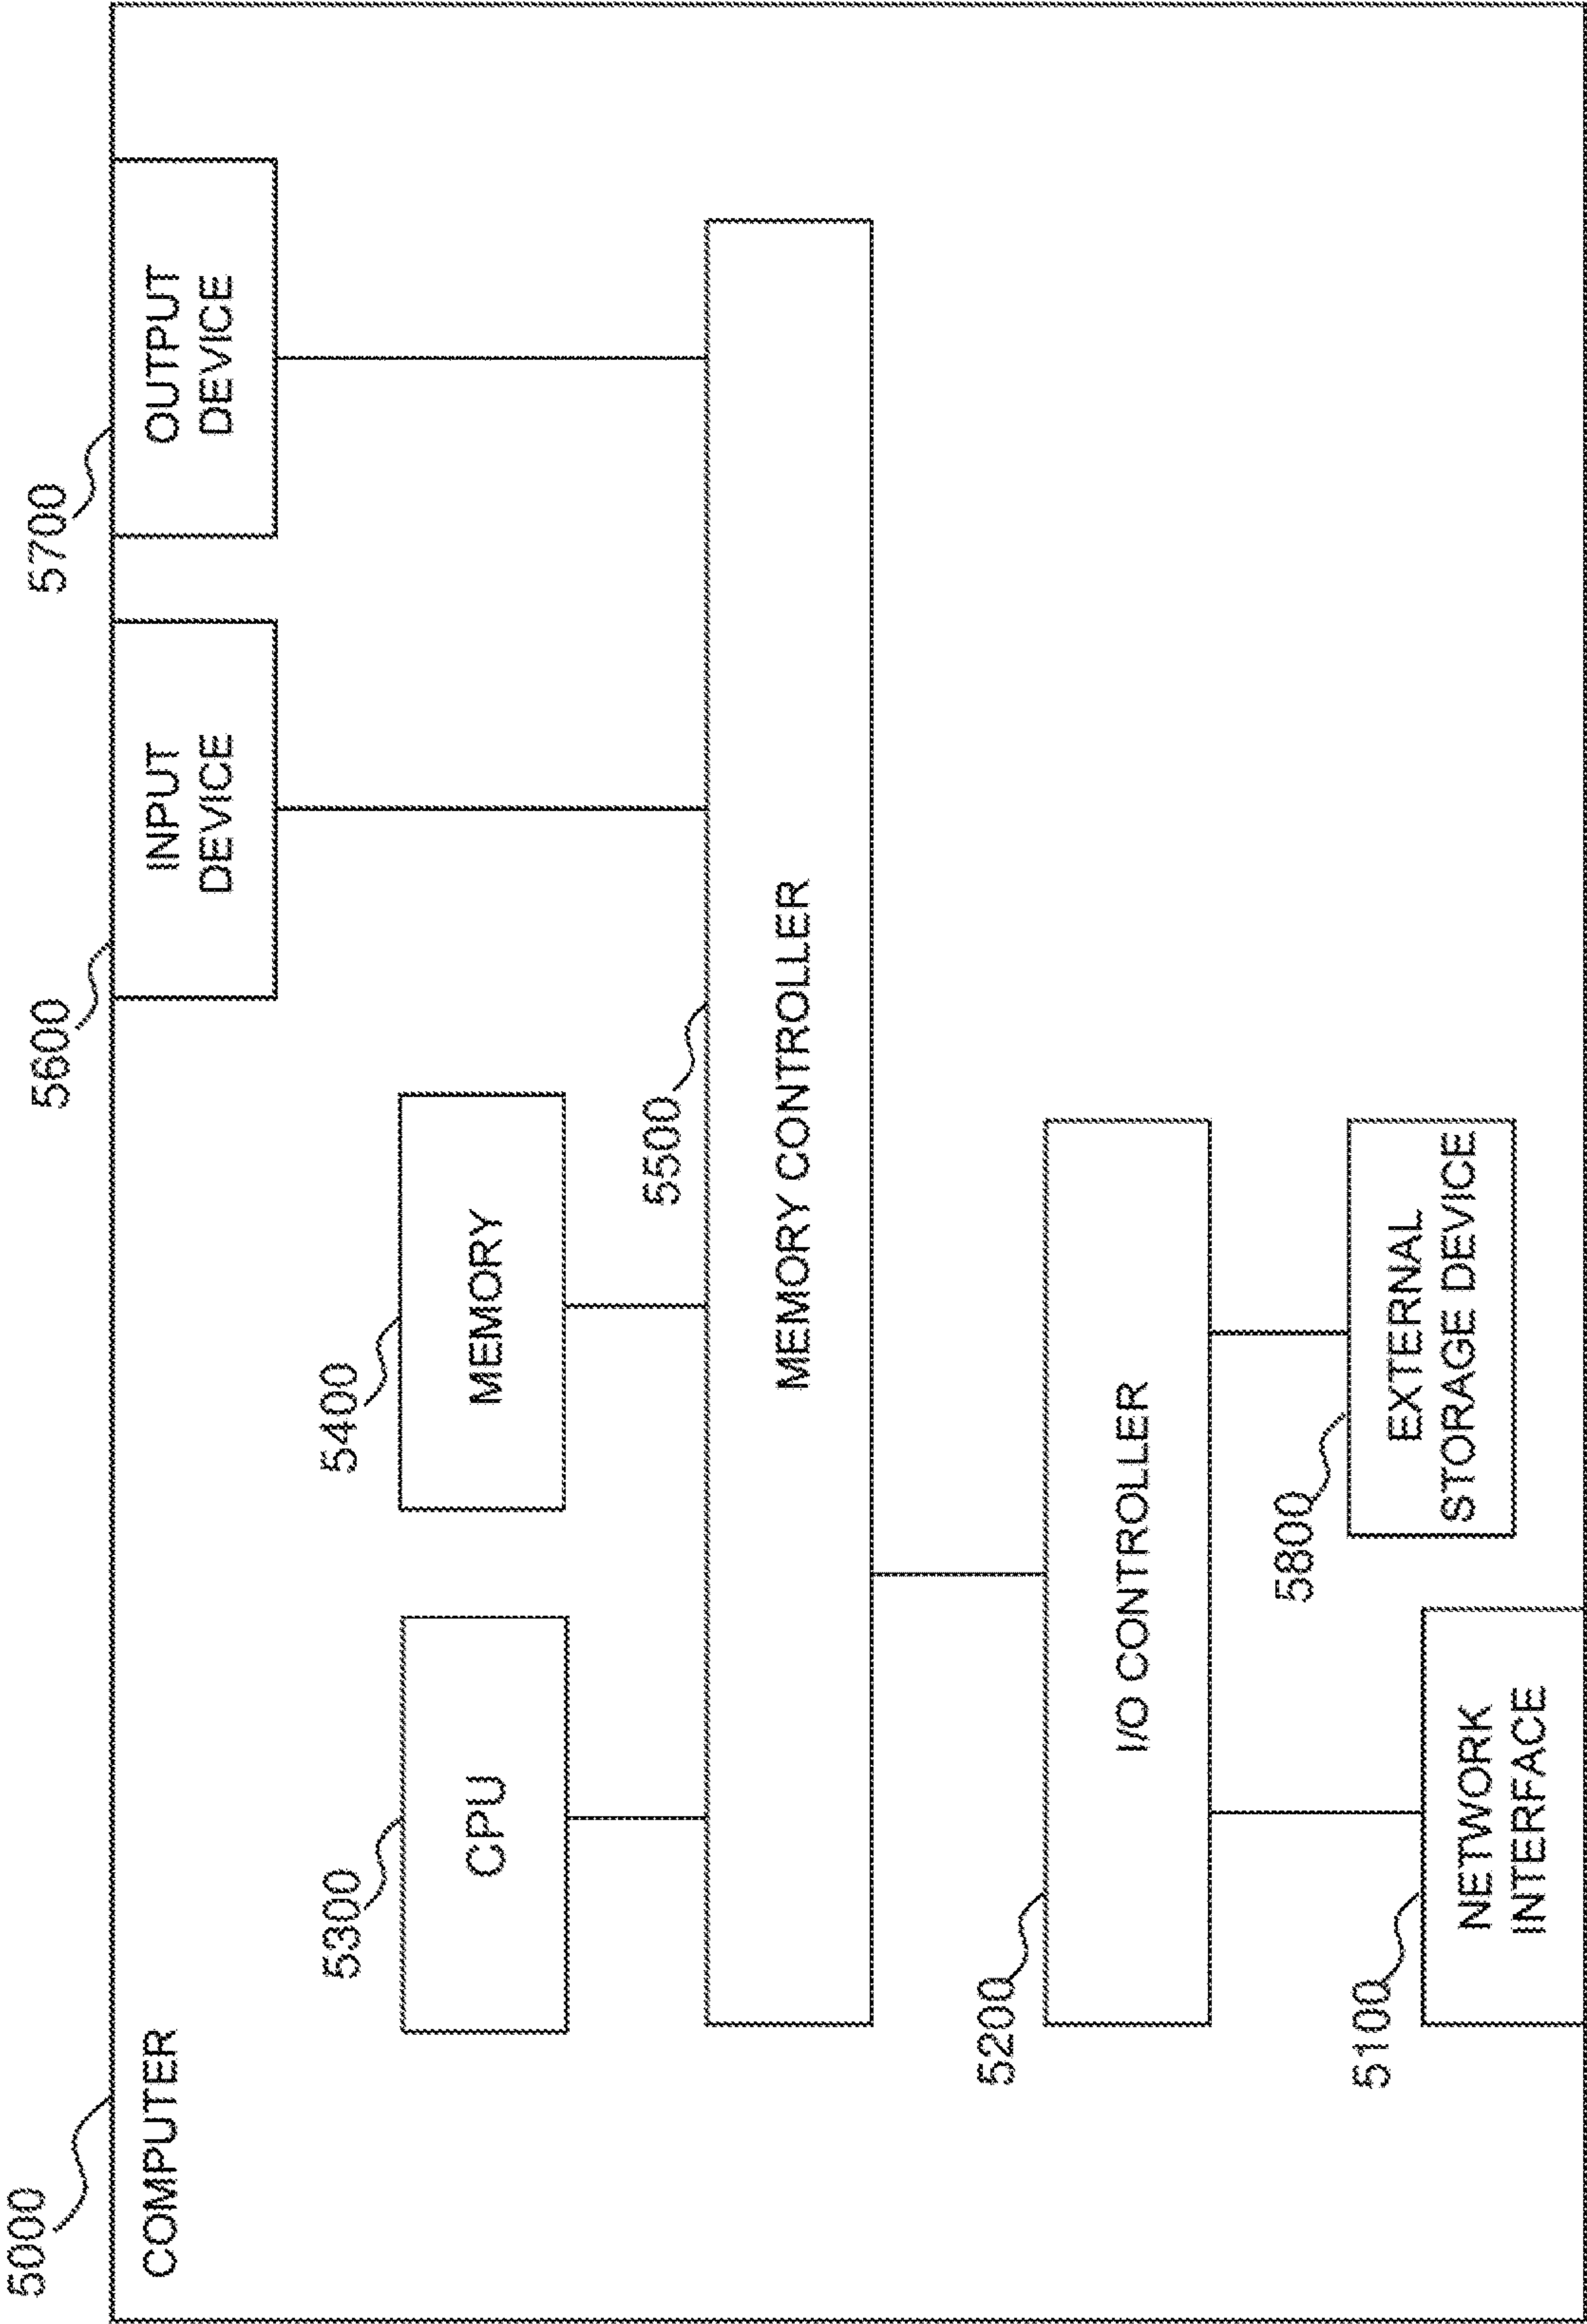 5000
COMPUTER
5600
INPUT
DEVICE
5700
OUTPUT
DEVICE
5300
CPU
5400
MEMORY
5500
MEMORY CONTROLLER
5200
I/O CONTROLLER
5100
NETWORK
INTERFACE
5800
EXTERNAL
STORAGE DEVICE